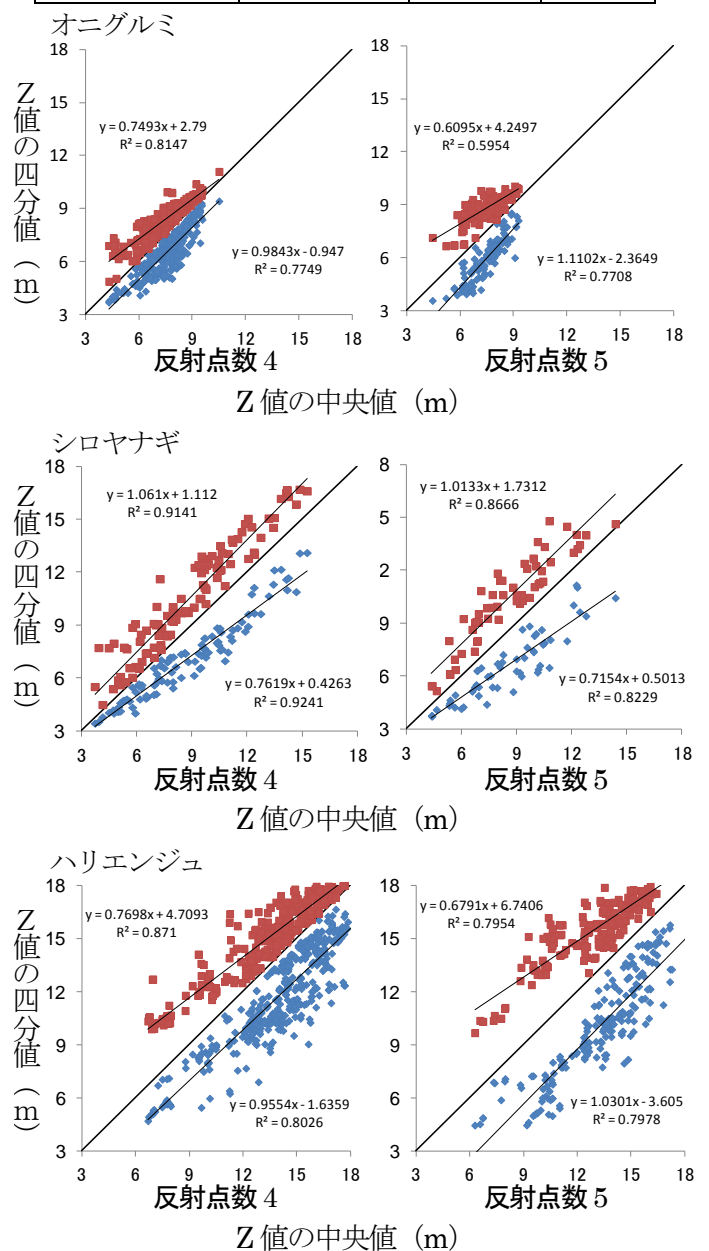 オニグルミ
Z値の四分値（m）
18
15
12
9
6
3
y = 0.7493x + 2.79
R² = 0.8147
0.9843x - 0.947
R² = 0.7749
3 6 9 12 15 18
反射点数 4
18
15
12
9
6
3
y = 0.6095x + 4.2497
R² = 0.5954
y = 1.1102x - 2.3649
R² = 0.7708
3 6 9 12 15 18
反射点数 5
Z 値の中央値（m）
シロヤナギ
Z値の四分値（m）
18
15
12
9
6
3
y = 1.061x + 1.112
R² = 0.9141
y = 0.7619x + 0.4263
R² = 0.9241
3 6 9 12 15 18
反射点数 4
8
5
2
9
6
3
y = 1.0133x + 1.7312
R² = 0.8666
y = 0.7154x + 0.5013
R² = 0.8229
3 6 9 12 15 18
反射点数 5
Z 値の中央値（m）
ハリエンジュ
Z値の四分値（m）
18
15
12
9
6
3
y = 0.7698x + 4.7093
R² = 0.871
y = 0.9554x - 1.6359
R² = 0.8026
3 6 9 12 15 18
反射点数 4
18
15
12
9
6
3
y = 0.6791x + 6.7406
R² = 0.7954
y = 1.0301x - 3.605
R² = 0.7978
3 6 9 12 15 18
反射点数 5
Z 値の中央値（m）